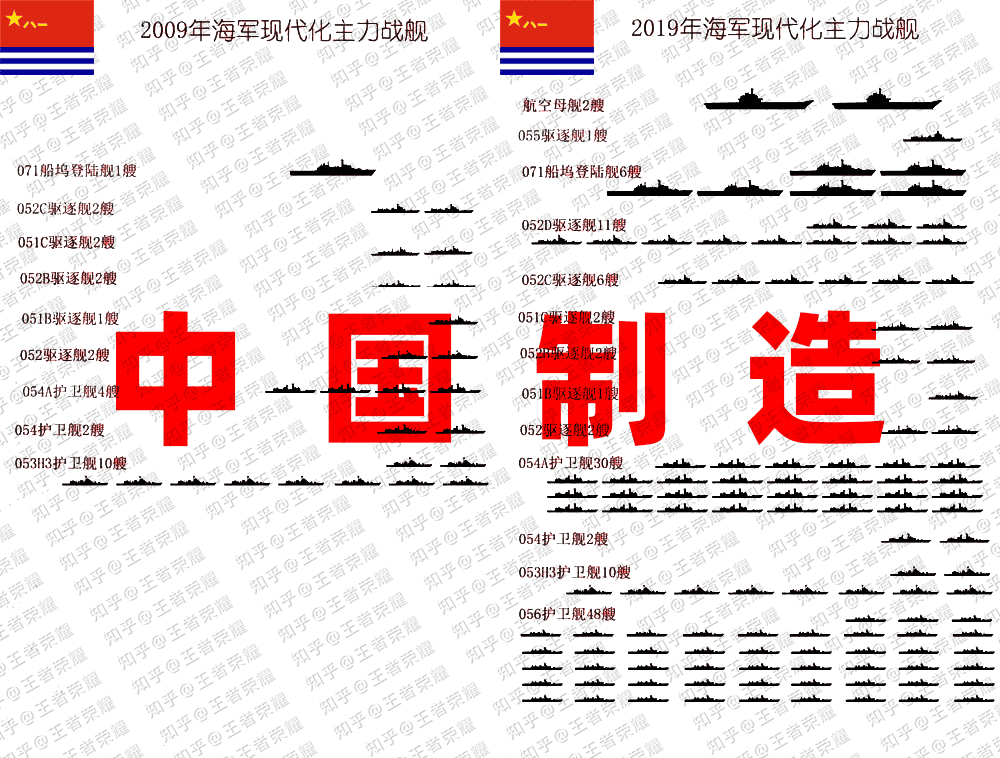 八一
2009年海军现代化主力战舰
071船坞登陆舰1艘
052C驱逐舰2艘
051C驱逐舰2艘
052B驱逐舰2艘
051B驱逐舰1艘
052驱逐舰2艘
054A护卫舰4艘
054护卫舰2艘
053H3护卫舰10艘
八一
2019年海军现代化主力战舰
航空母舰2艘
055驱逐舰1艘
071船坞登陆舰6艘
052D驱逐舰11艘
052C驱逐舰6艘
051C驱逐舰2艘
052B驱逐舰2艘
051B驱逐舰1艘
052驱逐舰2艘
054A护卫舰30艘
054护卫舰2艘
053H3护卫舰10艘
056护卫舰48艘
中国制造
知乎@王者荣耀